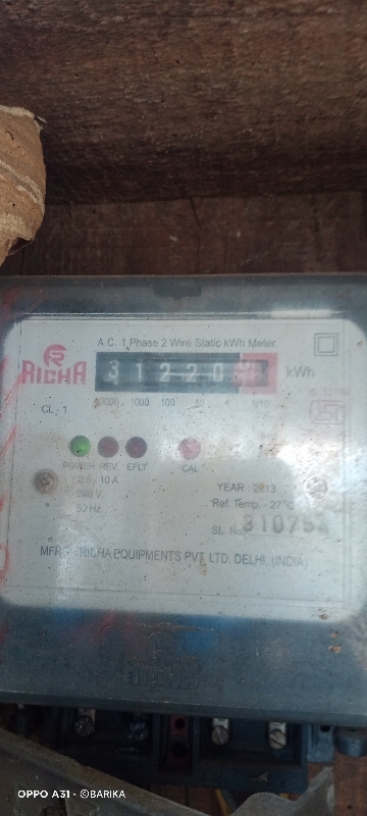 A.C. 1 Phase 2 Wire Static kWh Meter.
RICHA
31220
kWh
CL. 1
10000 1000 100 10 1 1/10
POWER REV. EFLT CAL
10 A
240 V
50 Hz.
YEAR 2013
Ref. Temp. - 27°C
SL. No.
MFRS. RICHA EQUIPMENTS PVT. LTD. DELHI, (INDIA)
OPPO A31 · ©BARIKA